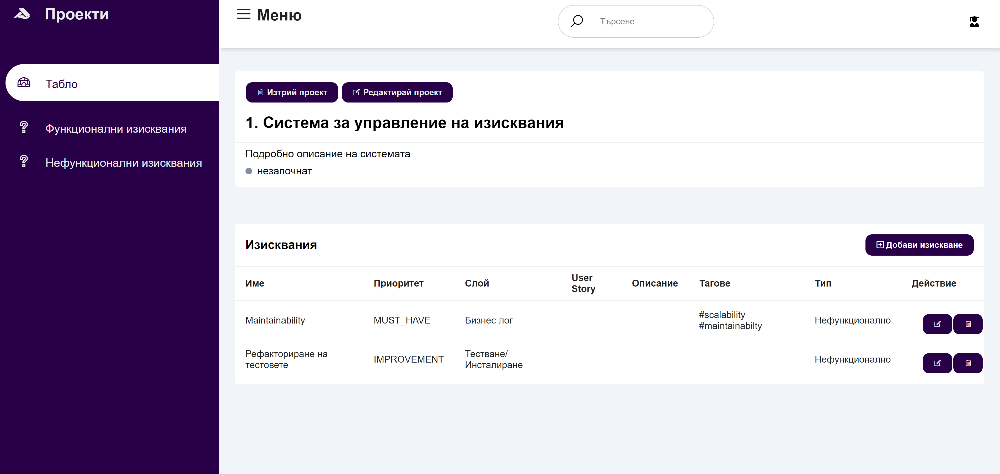 Проекти
Меню
Търсене
Табло
Функционални изисквания
Нефункционални изисквания
Изтрий проект
Редактирай проект
1. Система за управление на изисквания
Подробно описание на системата
незапочнат
Изисквания
Добави изискване
Име Приоритет Слой User Story Описание Тагове Тип Действие
Maintainability MUST_HAVE Бизнес лог #scalability Нефункционално
#maintainabilty
Рефакториране на IMPROVEMENT Тестване/ Нефункционално
тестовете Инсталиране